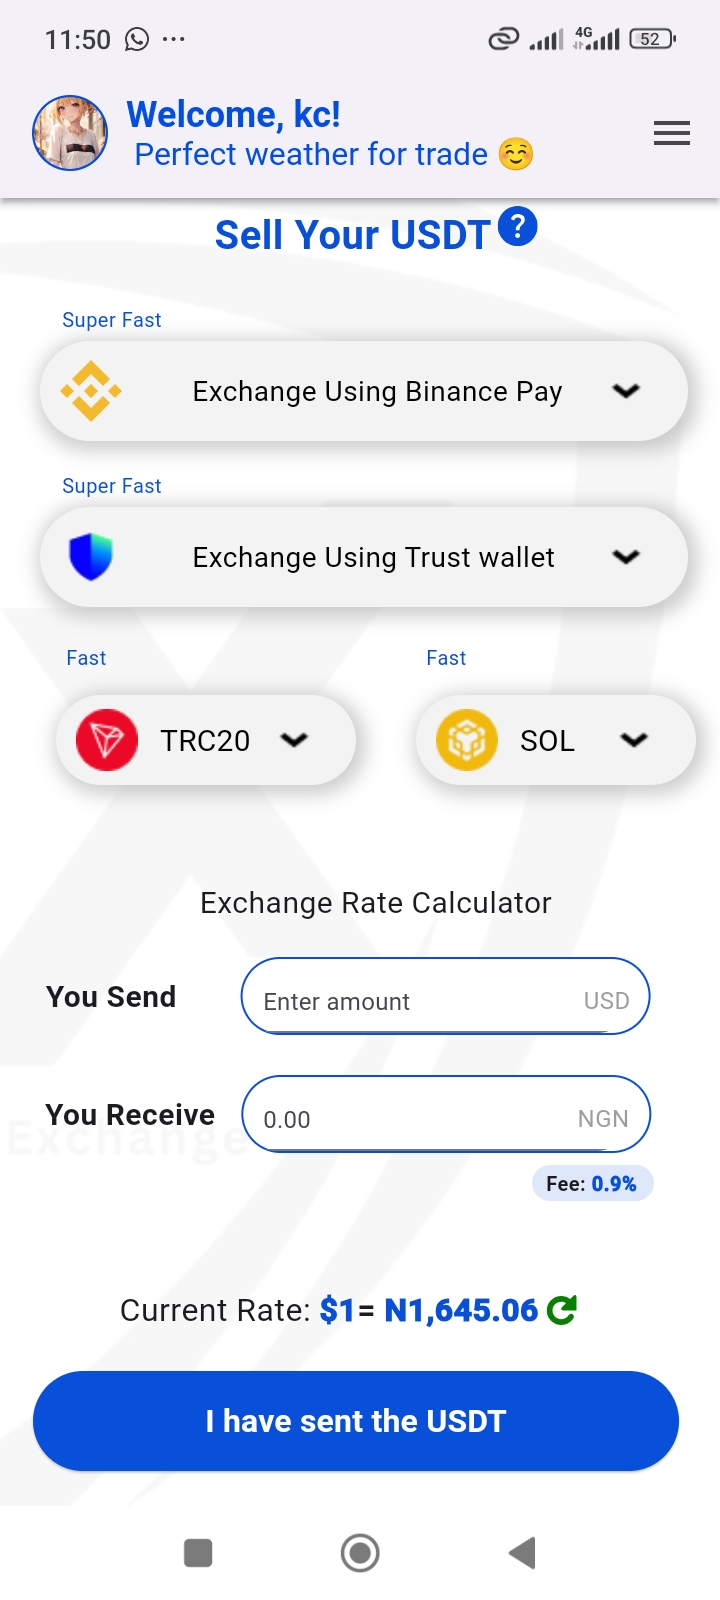 11:50
4G
52
Welcome, kc!
Perfect weather for trade ☺️
Sell Your USDT ?
Super Fast
Exchange Using Binance Pay
Super Fast
Exchange Using Trust wallet
Fast Fast
TRC20 SOL
Exchange Rate Calculator
You Send Enter amount USD
You Receive 0.00 NGN
Exchange
Fee: 0.9%
Current Rate: $1= N1,645.06
I have sent the USDT